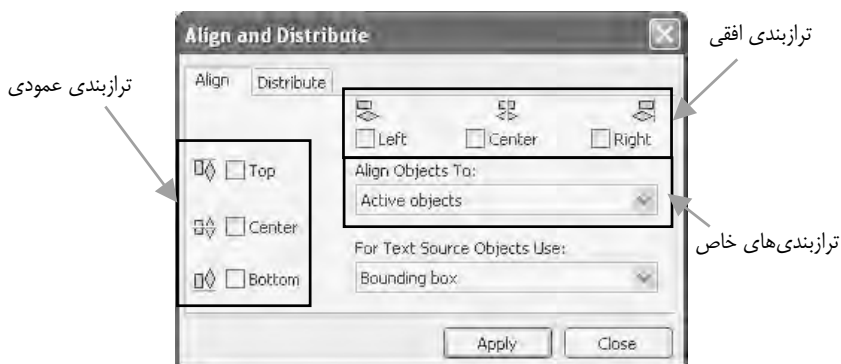 ترازبندی افقی
Align and Distribute
ترازبندی عمودی
Align Distribute
Left Center Right
Top
Align Objects To:
Active objects
Center
ترازبندی‌های خاص
For Text Source Objects Use:
Bottom
Bounding box
Apply Close